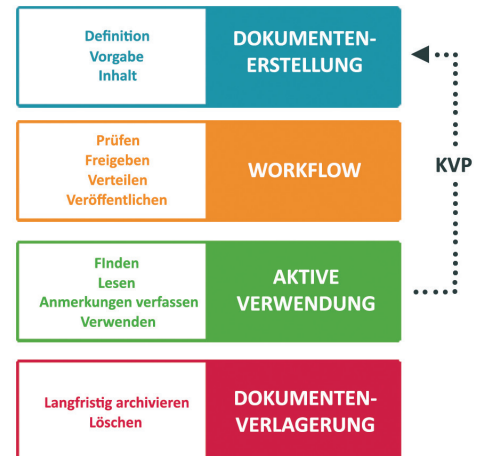 Definition
Vorgabe
Inhalt
DOKUMENTEN-
ERSTELLUNG
Prüfen
Freigeben
Verteilen
Veröffentlichen
WORKFLOW
KVP
FInden
Lesen
Anmerkungen verfassen
Verwenden
AKTIVE
VERWENDUNG
Langfristig archivieren
Löschen
DOKUMENTEN-
VERLAGERUNG